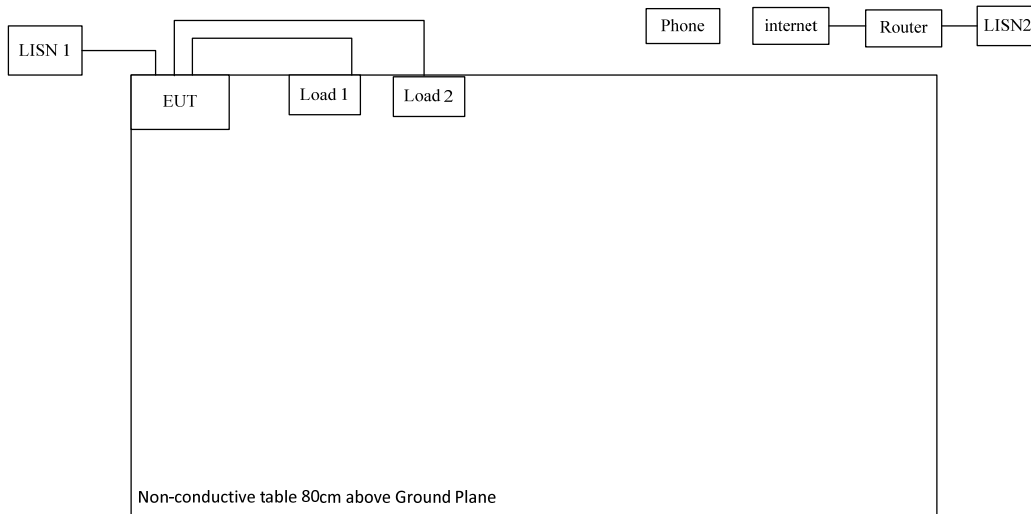 Phone
internet
Router
LISN2
LISN 1
EUT
Load 1
Load 2
Non-conductive table 80cm above Ground Plane